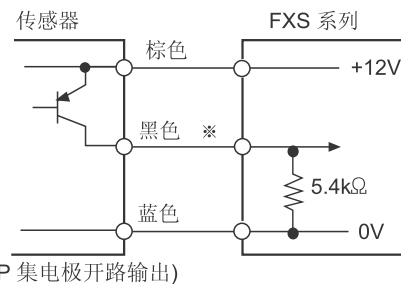 传感器
FXS 系列
棕色
+12V
黑色 ※
5.4kΩ
蓝色
0V
P 集电极开路输出)